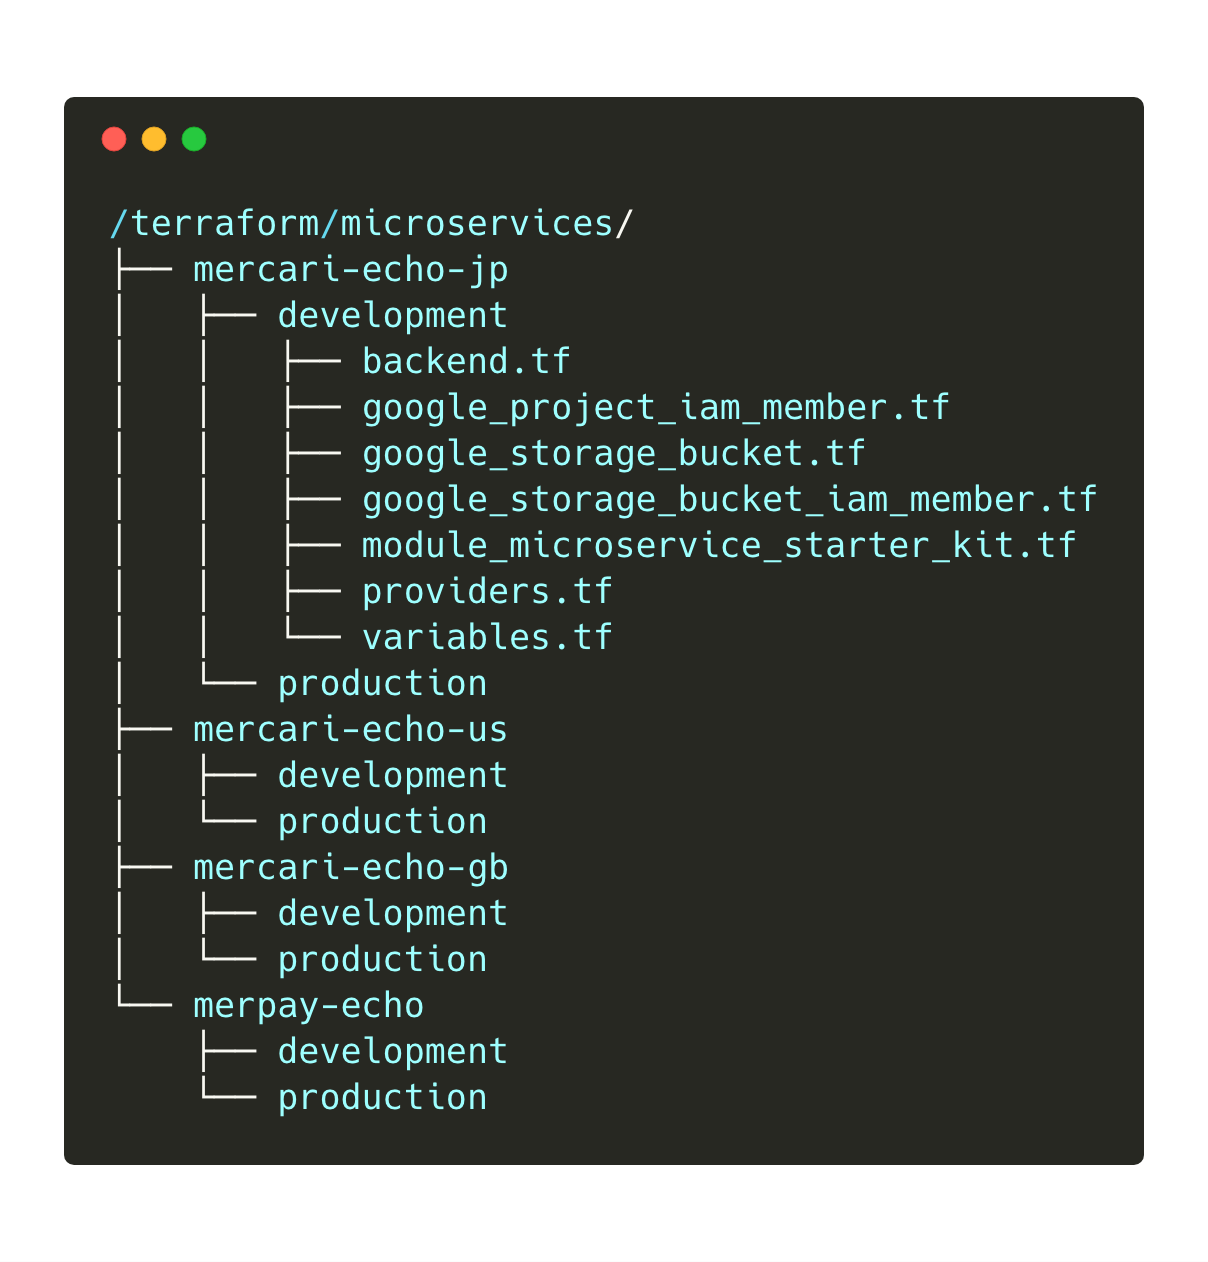 /terraform/microservices/
├── mercari-echo-jp
│   ├── development
│   │   ├── backend.tf
│   │   ├── google_project_iam_member.tf
│   │   ├── google_storage_bucket.tf
│   │   ├── google_storage_bucket_iam_member.tf
│   │   ├── module_microservice_starter_kit.tf
│   │   ├── providers.tf
│   │   └── variables.tf
│   └── production
├── mercari-echo-us
│   ├── development
│   └── production
├── mercari-echo-gb
│   ├── development
│   └── production
└── merpay-echo
    ├── development
    └── production